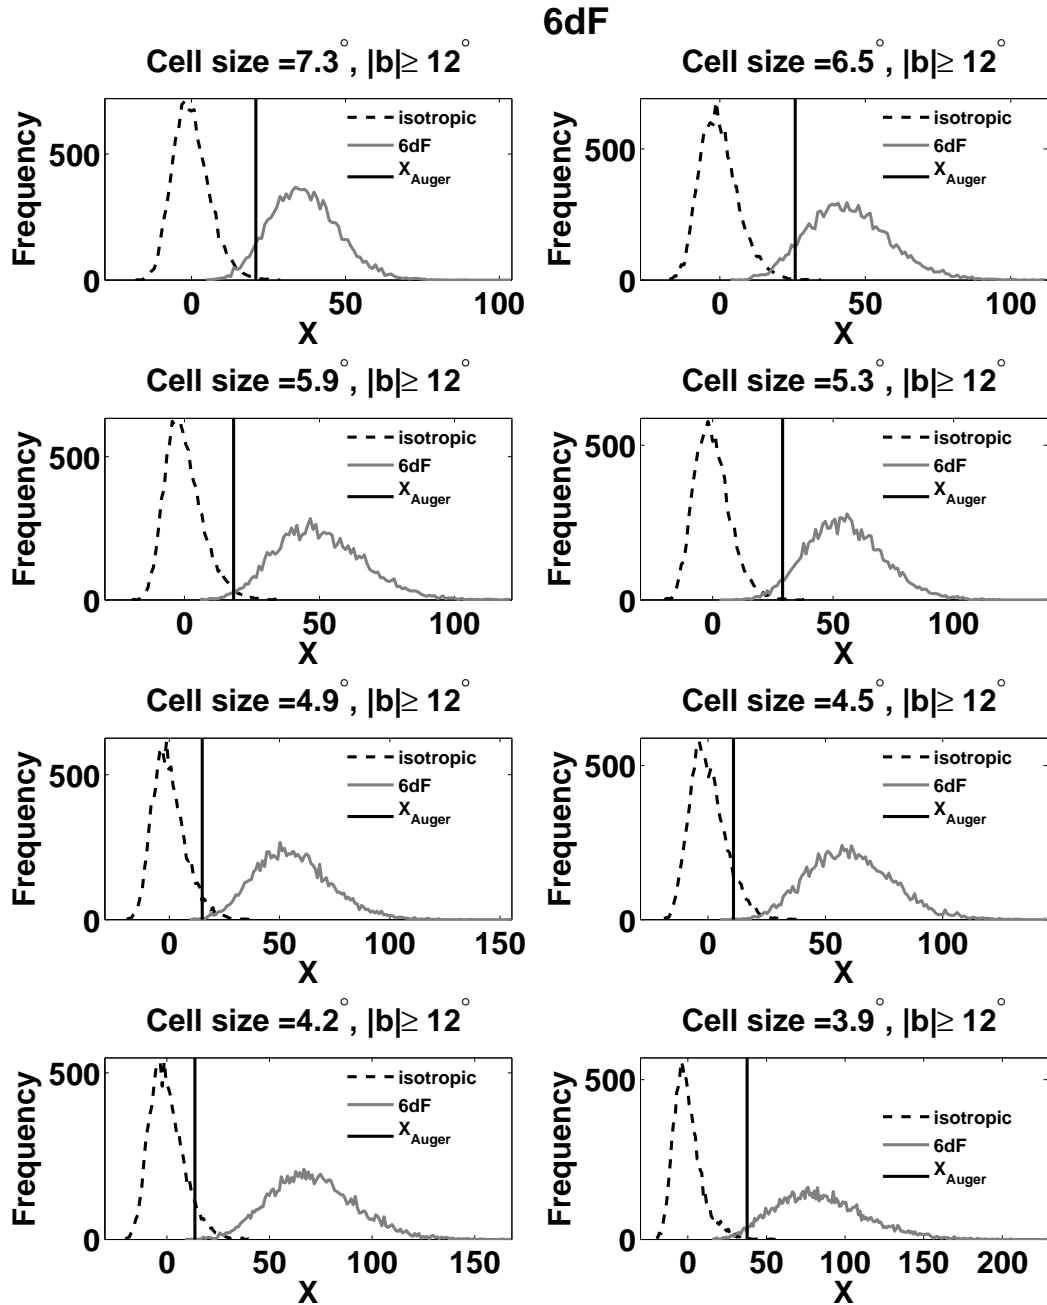 6dF
Cell size =7.3°, |b|≥ 12°
Frequency
500
0
isotropic
6dF
X_Auger
0 50 100
X
Cell size =6.5°, |b|≥ 12°
Frequency
500
0
isotropic
6dF
X_Auger
0 50 100
X
Cell size =5.9°, |b|≥ 12°
Frequency
500
0
isotropic
6dF
X_Auger
0 50 100
X
Cell size =5.3°, |b|≥ 12°
Frequency
500
0
isotropic
6dF
X_Auger
0 50 100
X
Cell size =4.9°, |b|≥ 12°
Frequency
500
0
isotropic
6dF
X_Auger
0 50 100 150
X
Cell size =4.5°, |b|≥ 12°
Frequency
500
0
isotropic
6dF
X_Auger
0 50 100
X
Cell size =4.2°, |b|≥ 12°
Frequency
500
0
isotropic
6dF
X_Auger
0 50 100 150
X
Cell size =3.9°, |b|≥ 12°
Frequency
500
0
isotropic
6dF
X_Auger
0 50 100 150 200
X